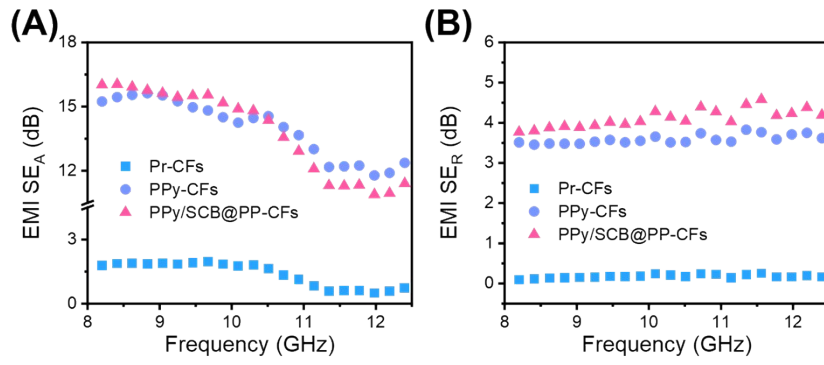 (A)
18
15
12
3
0
EMI SE_A (dB)
Pr-CFs
PPy-CFs
PPy/SCB@PP-CFs
8 9 10 11 12
Frequency (GHz)
(B)
6
5
4
3
2
1
0
EMI SE_R (dB)
Pr-CFs
PPy-CFs
PPy/SCB@PP-CFs
8 9 10 11 12
Frequency (GHz)